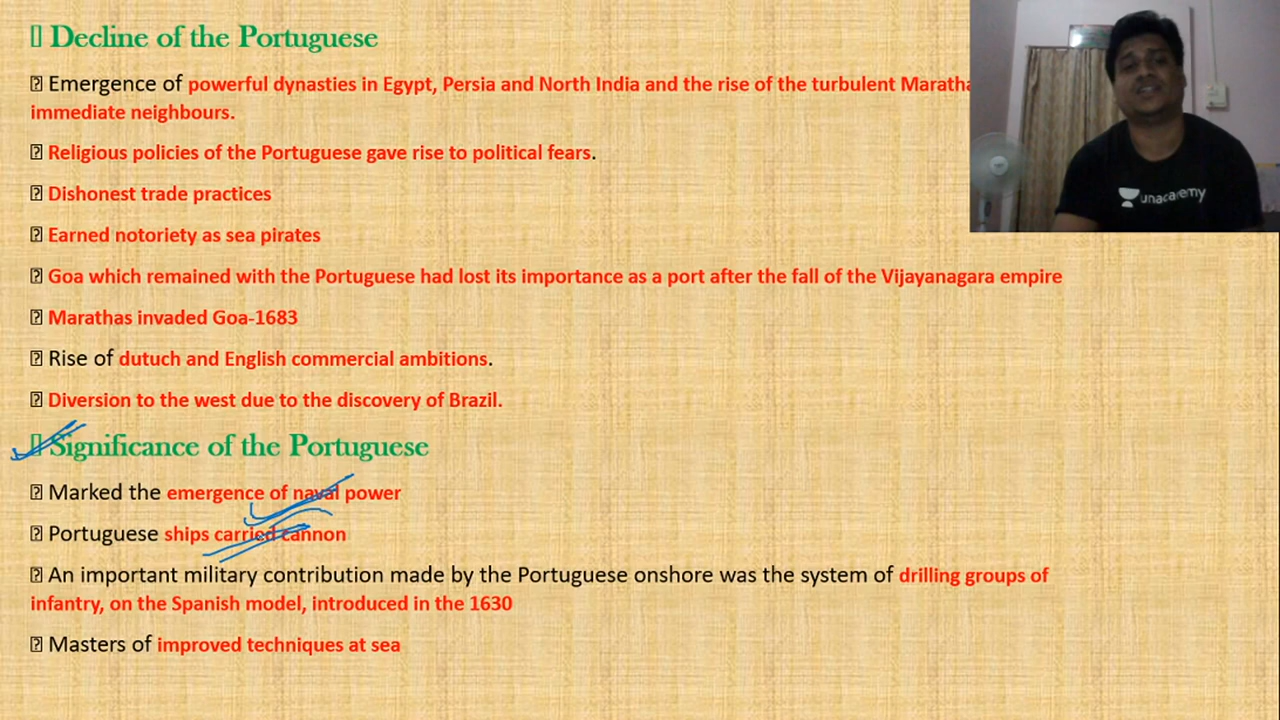 Decline of the Portuguese
Emergence of powerful dynasties in Egypt, Persia and North India and the rise of the turbulent Maratha
immediate neighbours.
Religious policies of the Portuguese gave rise to political fears.
Dishonest trade practices
Earned notoriety as sea pirates
Goa which remained with the Portuguese had lost its importance as a port after the fall of the Vijayanagara empire
Marathas invaded Goa-1683
Rise of dutuch and English commercial ambitions.
Diversion to the west due to the discovery of Brazil.
Significance of the Portuguese
Marked the emergence of naval power
Portuguese ships carried cannon
An important military contribution made by the Portuguese onshore was the system of drilling groups of
infantry, on the Spanish model, introduced in the 1630
Masters of improved techniques at sea
unacademy